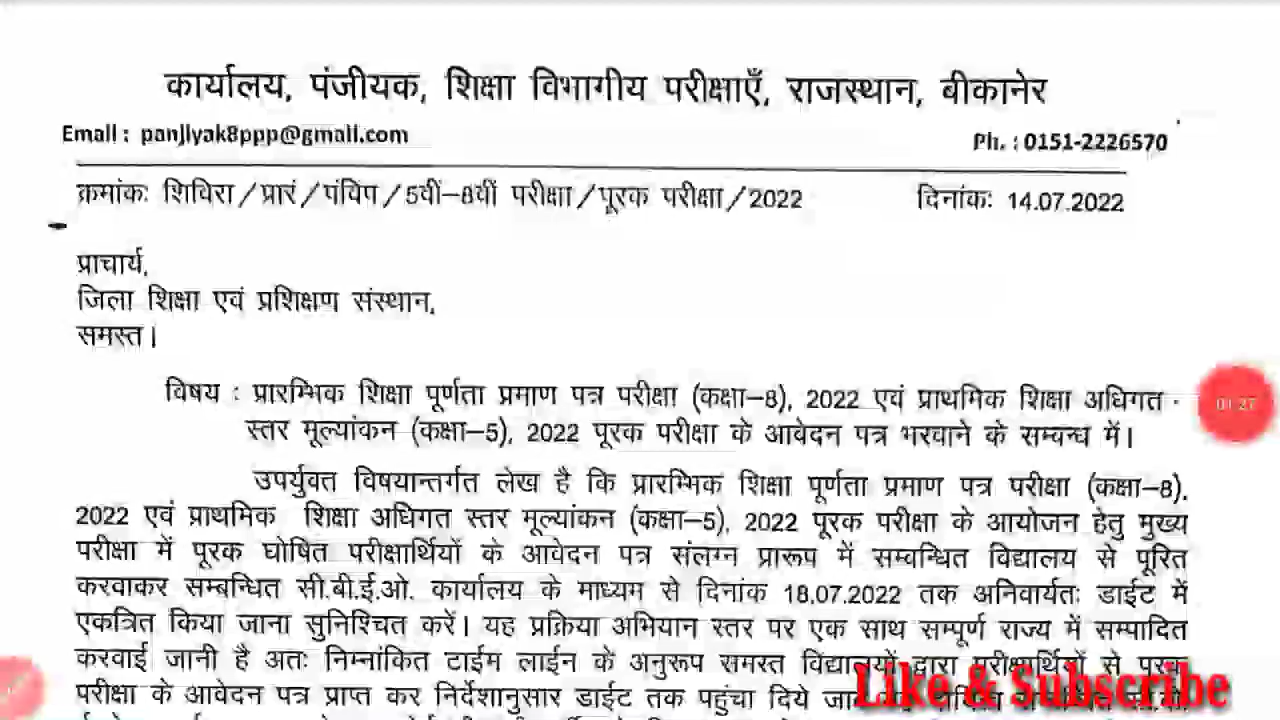 कार्यालय, पंजीयक, शिक्षा विभागीय परीक्षाएँ, राजस्थान, बीकानेर
Email : panjiyak8ppp@gmail.com Ph. : 0151-2226570
क्रमांकः शिविरा/प्रारं/पंविप/5वीं-8वीं परीक्षा/पूरक परीक्षा/2022 दिनांकः 14.07.2022
प्राचार्य,
जिला शिक्षा एवं प्रशिक्षण संस्थान,
समस्त।
विषय : प्रारम्भिक शिक्षा पूर्णता प्रमाण पत्र परीक्षा (कक्षा-8), 2022 एवं प्राथमिक शिक्षा अधिगत
स्तर मूल्यांकन (कक्षा-5), 2022 पूरक परीक्षा के आवेदन पत्र भरवाने के सम्बन्ध में।
01:27
उपर्युक्त विषयान्तर्गत लेख है कि प्रारम्भिक शिक्षा पूर्णता प्रमाण पत्र परीक्षा (कक्षा-8),
2022 एवं प्राथमिक शिक्षा अधिगत स्तर मूल्यांकन (कक्षा-5), 2022 पूरक परीक्षा के आयोजन हेतु मुख्य
परीक्षा में पूरक घोषित परीक्षार्थियों के आवेदन पत्र संलग्न प्रारूप में सम्बन्धित विद्यालय से पूरित
करवाकर सम्बन्धित सी.बी.ई.ओ. कार्यालय के माध्यम से दिनांक 18.07.2022 तक अनिवार्यतः डाईट में
एकत्रित किया जाना सुनिश्चित करें। यह प्रक्रिया अभियान स्तर पर एक साथ सम्पूर्ण राज्य में सम्पादित
करवाई जानी है अतः निम्नांकित टाईम लाईन के अनुरूप समस्त विद्यालयों द्वारा परीक्षार्थियों से पूरक
परीक्षा के आवेदन पत्र प्राप्त कर निर्देशानुसार डाईट तक पहुंचा दिये
Like & Subscribe